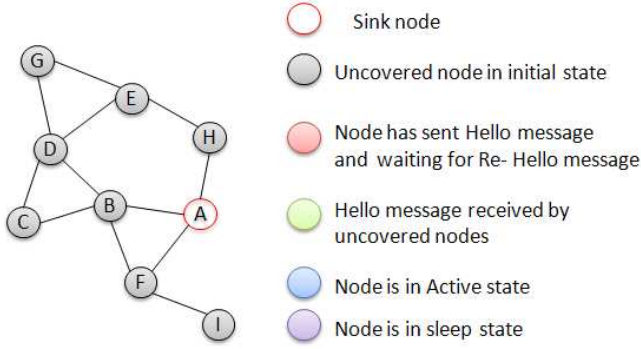 Sink node
G
Uncovered node in initial state
E
H
Node has sent Hello message
and waiting for Re- Hello message
D
B
A
C
Hello message received by
uncovered nodes
F
Node is in Active state
I
Node is in sleep state